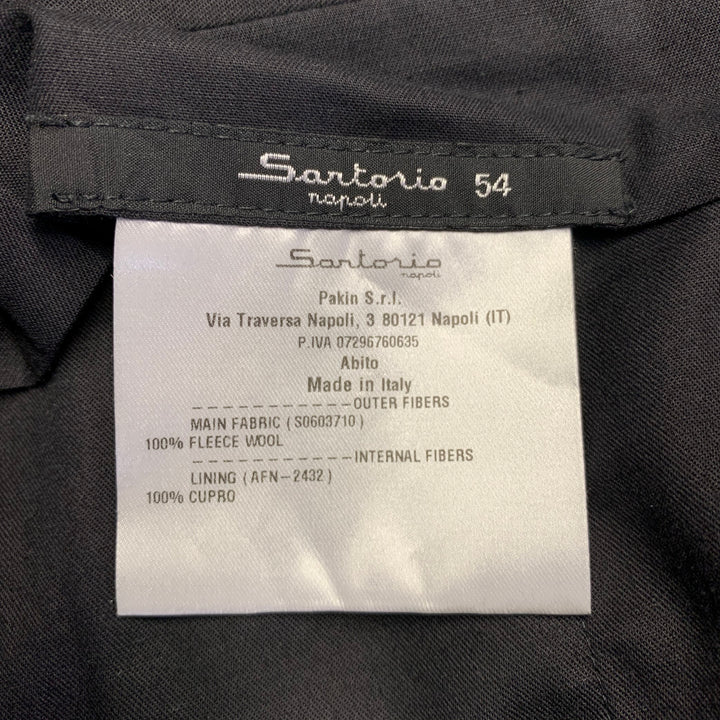 Sartorio 54
napoli
Sartorio
napoli
Pakin S.r.l.
Via Traversa Napoli, 3 80121 Napoli (IT)
P.IVA 07296760635
Abito
Made in Italy
------------OUTER FIBERS
MAIN FABRIC (S0603710)
100% FLEECE WOOL
------------INTERNAL FIBERS
LINING (AFN-2432)
100% CUPRO